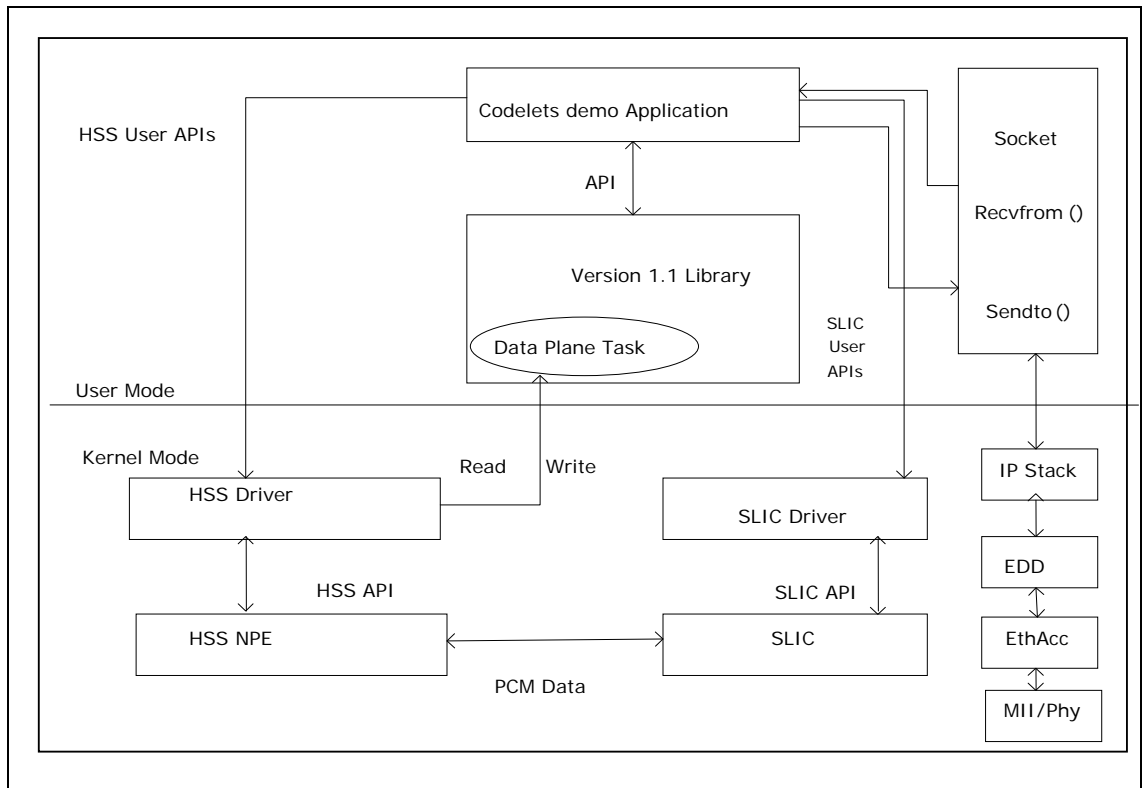 Codelets demo Application
HSS User APIs
Socket
API
Recvfrom ()
Version 1.1 Library
Sendto ()
SLIC
User
APIs
Data Plane Task
User Mode
Kernel Mode
Read
Write
IP Stack
HSS Driver
SLIC Driver
EDD
HSS API
SLIC API
HSS NPE
SLIC
EthAcc
PCM Data
MII/Phy